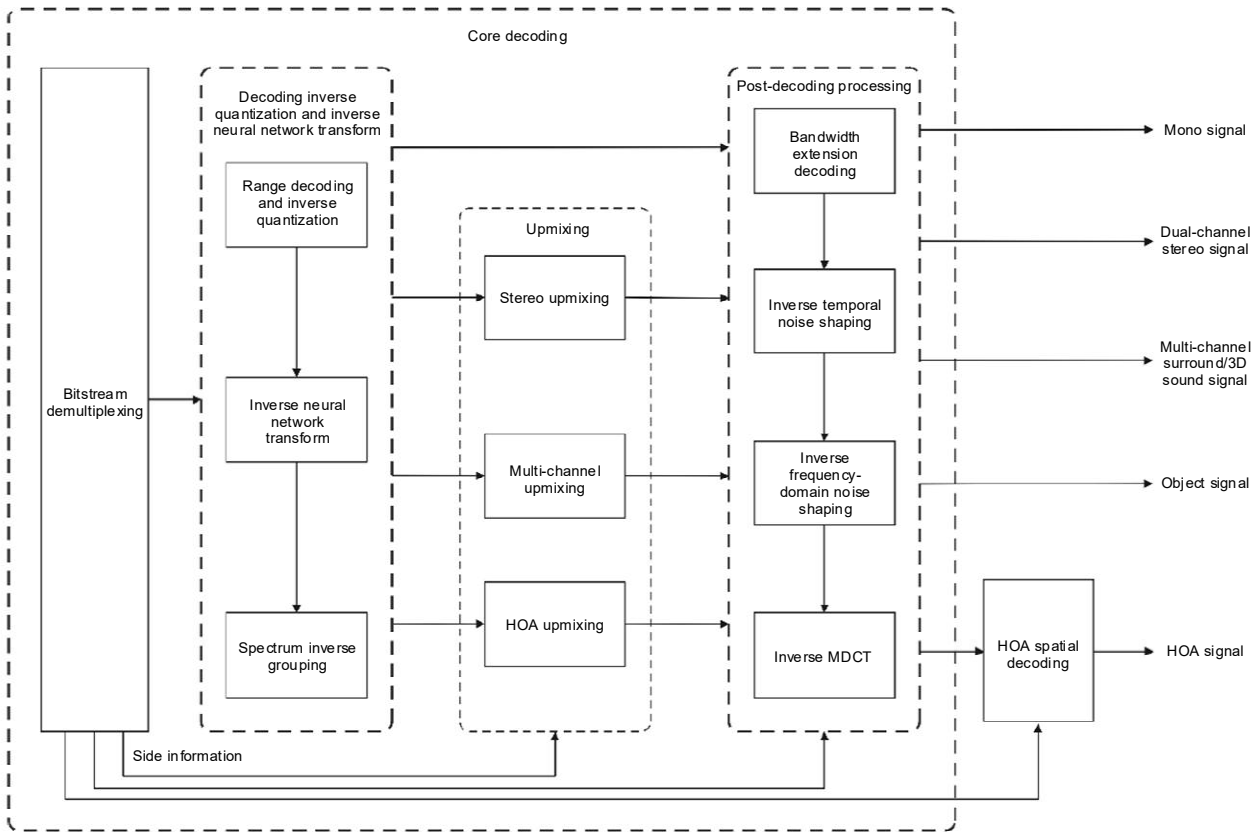 Core decoding
Bitstream
demultiplexing
Decoding inverse
quantization and inverse
neural network transform
Range decoding
and inverse
quantization
Inverse neural
network
transform
Spectrum inverse
grouping
Upmixing
Stereo upmixing
Multi-channel
upmixing
HOA upmixing
Post-decoding processing
Bandwidth
extension
decoding
Inverse temporal
noise shaping
Inverse
frequency-
domain noise
shaping
Inverse MDCT
HOA spatial
decoding
Mono signal
Dual-channel
stereo signal
Multi-channel
surround/3D
sound signal
Object signal
HOA signal
Side information